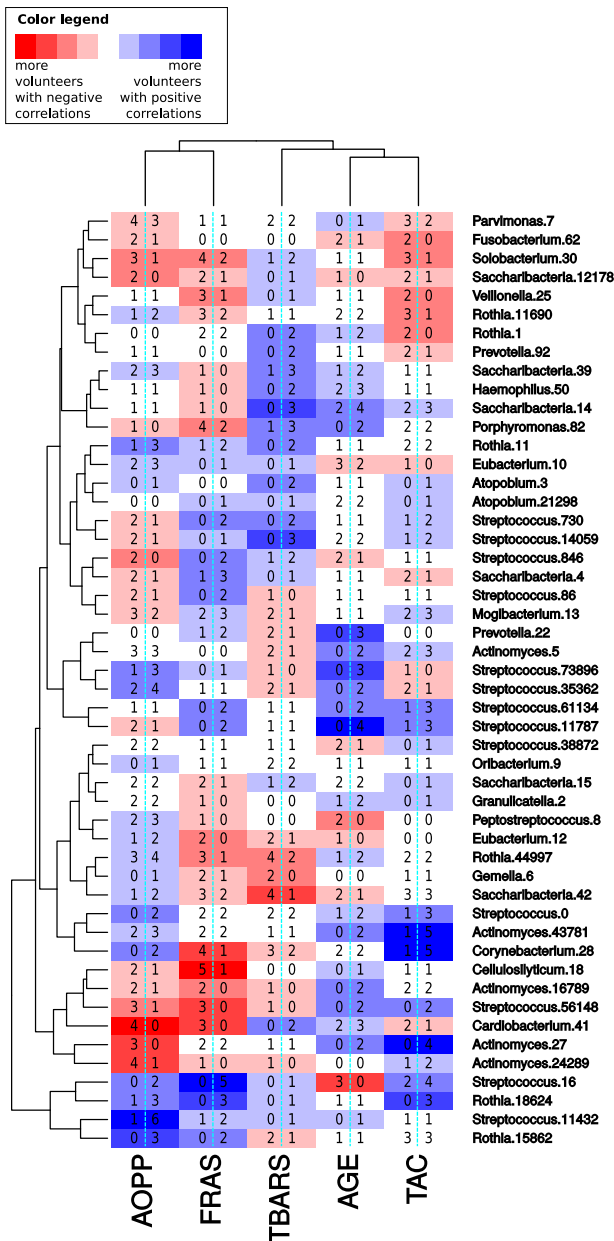 Color legend
more more
volunteers volunteers
with negative with positive
correlations correlations
4 3 1 1 2 2 0 1 3 2 Parvimonas.7
2 1 0 0 0 0 2 1 2 0 Fusobacterium.62
3 1 4 2 1 2 1 1 3 1 Solobacterium.30
2 0 2 1 0 1 1 0 2 1 Saccharibacteria.12178
1 1 3 1 0 1 1 1 2 0 Veillonella.25
1 2 3 2 1 1 2 2 3 1 Rothia.11690
0 0 2 2 0 2 1 2 2 0 Rothia.1
1 1 0 0 0 2 1 1 2 1 Prevotella.92
2 3 1 0 1 3 1 2 1 1 Saccharibacteria.39
1 1 1 0 0 2 2 3 1 1 Haemophilus.50
1 1 1 0 0 3 2 4 2 3 Saccharibacteria.14
1 0 4 2 1 3 0 2 2 2 Porphyromonas.82
1 3 1 2 0 2 1 1 2 2 Rothia.11
2 3 0 1 0 1 3 2 1 0 Eubacterium.10
0 1 0 0 0 2 1 1 0 1 Atopobium.3
0 0 0 1 0 1 2 2 0 1 Atopobium.21298
2 1 0 2 0 2 1 1 1 2 Streptococcus.730
2 1 0 1 0 3 2 2 1 2 Streptococcus.14059
2 0 0 2 1 2 2 1 1 1 Streptococcus.846
2 1 1 3 0 1 1 1 2 1 Saccharibacteria.4
2 1 0 2 1 0 1 1 1 1 Streptococcus.86
3 2 2 3 2 1 1 1 2 3 Mogibacterium.13
0 0 1 2 2 1 0 3 0 0 Prevotella.22
3 3 0 0 2 1 0 2 2 3 Actinomyces.5
1 3 0 1 1 0 0 3 1 0 Streptococcus.73896
2 4 1 1 2 1 0 2 2 1 Streptococcus.35362
1 1 0 2 1 1 0 2 1 3 Streptococcus.61134
2 1 0 2 1 1 0 4 1 3 Streptococcus.11787
2 2 1 1 1 1 2 1 0 1 Streptococcus.38872
0 1 1 1 2 2 1 1 1 1 Oribacterium.9
2 2 2 1 1 2 2 2 0 1 Saccharibacteria.15
2 2 1 0 0 0 1 2 0 1 Granulicatella.2
2 3 1 0 0 0 2 0 0 0 Peptostreptococcus.8
1 2 2 0 2 1 1 0 0 0 Eubacterium.12
3 4 3 1 4 2 1 2 2 2 Rothia.44997
0 1 2 1 2 0 0 0 1 1 Gemella.6
1 2 3 2 4 1 2 1 3 3 Saccharibacteria.42
0 2 2 2 2 2 1 2 1 3 Streptococcus.0
2 3 2 2 1 1 0 2 1 5 Actinomyces.43781
0 2 4 1 3 2 2 2 1 5 Corynebacterium.28
2 1 5 1 0 0 0 1 1 1 Cellulosilyticum.18
2 1 2 0 1 0 0 2 2 2 Actinomyces.16789
3 1 3 0 1 0 0 2 0 2 Streptococcus.56148
4 0 3 0 0 2 2 3 2 1 Cardiobacterium.41
3 0 2 2 1 1 0 2 0 4 Actinomyces.27
4 1 1 0 1 0 0 0 1 2 Actinomyces.24289
0 2 0 5 0 1 3 0 2 4 Streptococcus.16
1 3 0 3 0 1 1 1 0 3 Rothia.18624
1 6 1 2 0 1 0 1 1 1 Streptococcus.11432
0 3 0 2 2 1 1 1 3 3 Rothia.15862
AOPP FRAS TBARS AGE TAC